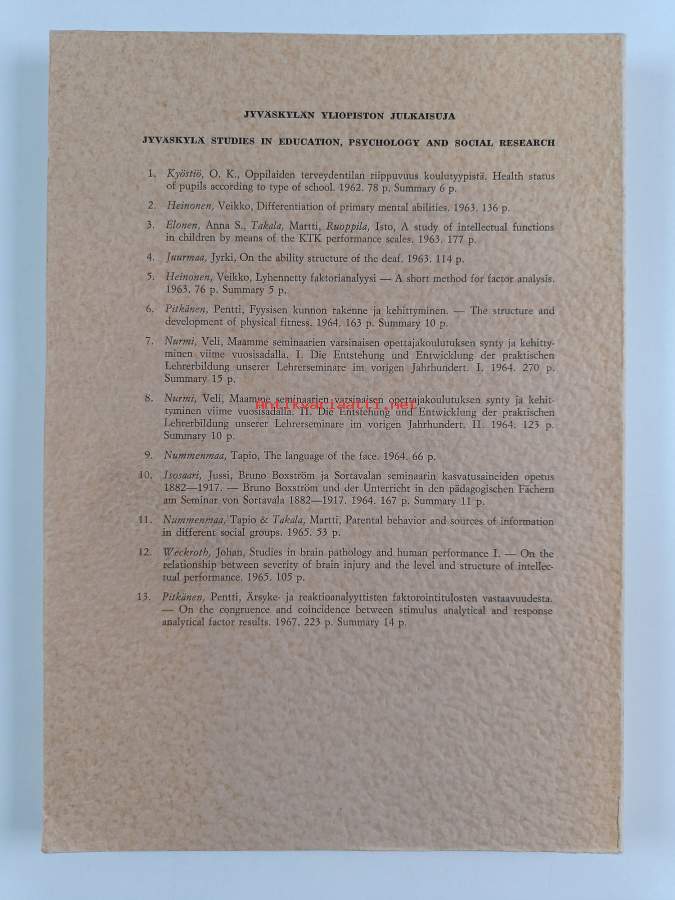 JYVÄSKYLÄN YLIOPISTON JULKAISUJA
JYVÄSKYLÄ STUDIES IN EDUCATION, PSYCHOLOGY AND SOCIAL RESEARCH
1. Kyöstiö, O. K., Oppilaiden terveydentilan riippuvuus koulutyypistä. Health status
of pupils according to type of school. 1962. 78 p. Summary 6 p.
2. Heinonen, Veikko, Differentiation of primary mental abilities. 1963. 136 p.
3. Elonen, Anna S., Takala, Martti, Ruoppila, Isto, A study of intellectual functions
in children by means of the KTK performance scales. 1963. 177 p.
4. Juurmaa, Jyrki, On the ability structure of the deaf. 1963. 114 p.
5. Heinonen, Veikko, Lyhennetty faktorianalyysi — A short method for factor analysis.
1963. 76 p. Summary 5 p.
6. Pitkänen, Pentti, Fyysisen kunnon rakenne ja kehittyminen. — The structure and
development of physical fitness. 1964. 163 p. Summary 10 p.
7. Nurmi, Veli, Maamme seminaarien varsinaisen opettajakoulutuksen synty ja kehitty-
minen viime vuosisadalla. I. Die Entstehung und Entwicklung der praktischen
Lehrerbildung unserer Lehrerseminare im vorigen Jahrhundert. I. 1964. 270 p.
Summary 15 p.
8. Nurmi, Veli, Maamme seminaarien varsinaisen opettajakoulutuksen synty ja kehit-
tyminen viime vuosisadalla. II. Die Entstehung und Entwicklung der praktischen
antikvariaatti.net
Lehrerbildung unserer Lehrerseminare im vorigen Jahrhundert. II. 1964. 123 p.
Summary 10 p.
9. Nummenmaa, Tapio, The language of the face. 1964. 66 p.
10. Isosaari, Jussi, Bruno Boxström ja Sortavalan seminaarin kasvatusaineiden opetus
1882—1917. — Bruno Boxström und der Unterricht in den pädagogischen Fächern
am Seminar von Sortavala 1882—1917. 1964. 167 p. Summary 11 p.
11. Nummenmaa, Tapio & Takala, Martti, Parental behavior and sources of information
in different social groups. 1965. 53 p.
12. Weckroth, Johan, Studies in brain pathology and human performance I. — On the
relationship between severity of brain injury and the level and structure of intellec-
tual performance. 1965. 105 p.
13. Pitkänen, Pentti, Ärsyke- ja reaktioanalyyttisten faktorointitulosten vastaavuudesta.
— On the congruence and coincidence between stimulus analytical and response
analytical factor results. 1967. 223 p. Summary 14 p.